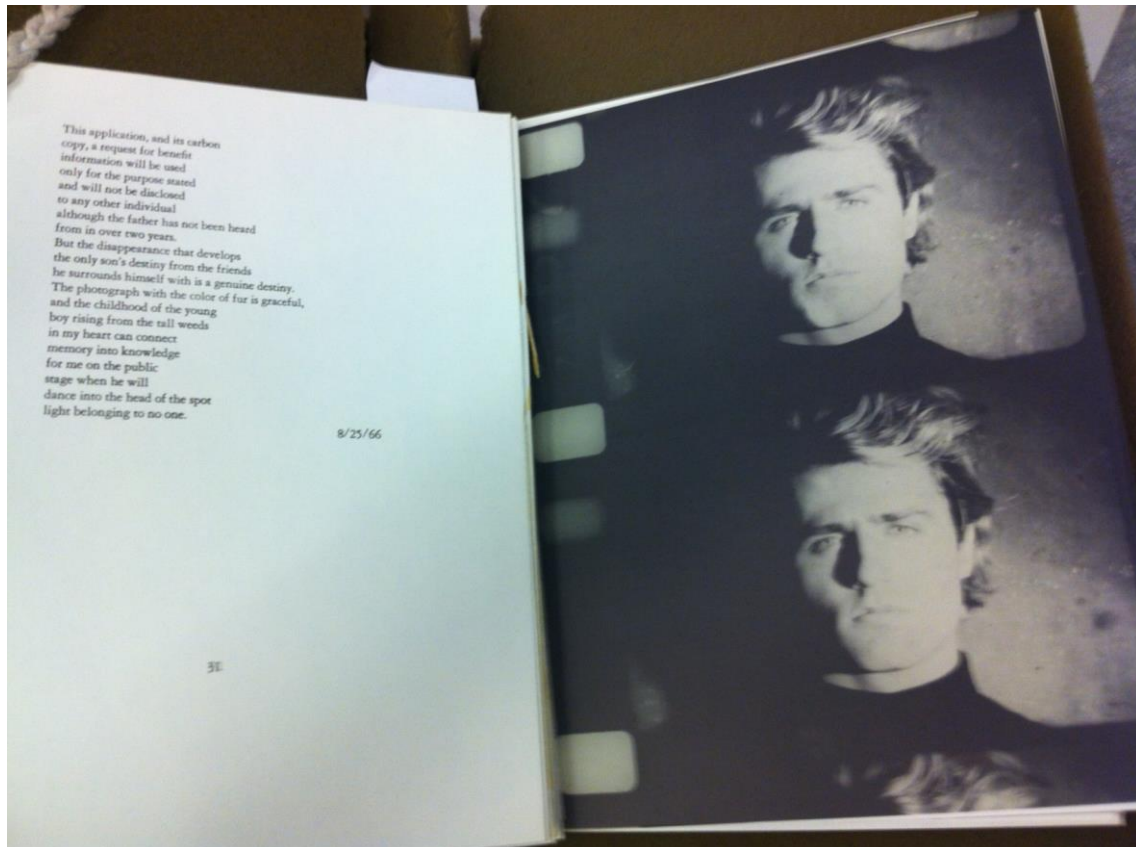 This application, and its carbon
copy, a request for benefit
information will be used
only for the purpose stated
and will not be disclosed
to any other individual
although the father has not been heard
from in over two years.
But the disappearance that develops
the only son's destiny from the friends
he surrounds himself with is a genuine destiny.
The photograph with the color of fur is graceful,
and the childhood of the young
boy rising from the tall weeds
in my heart can connect
memory into knowledge
for me on the public
stage when he will
dance into the head of the spot
light belonging to no one.
8/25/66